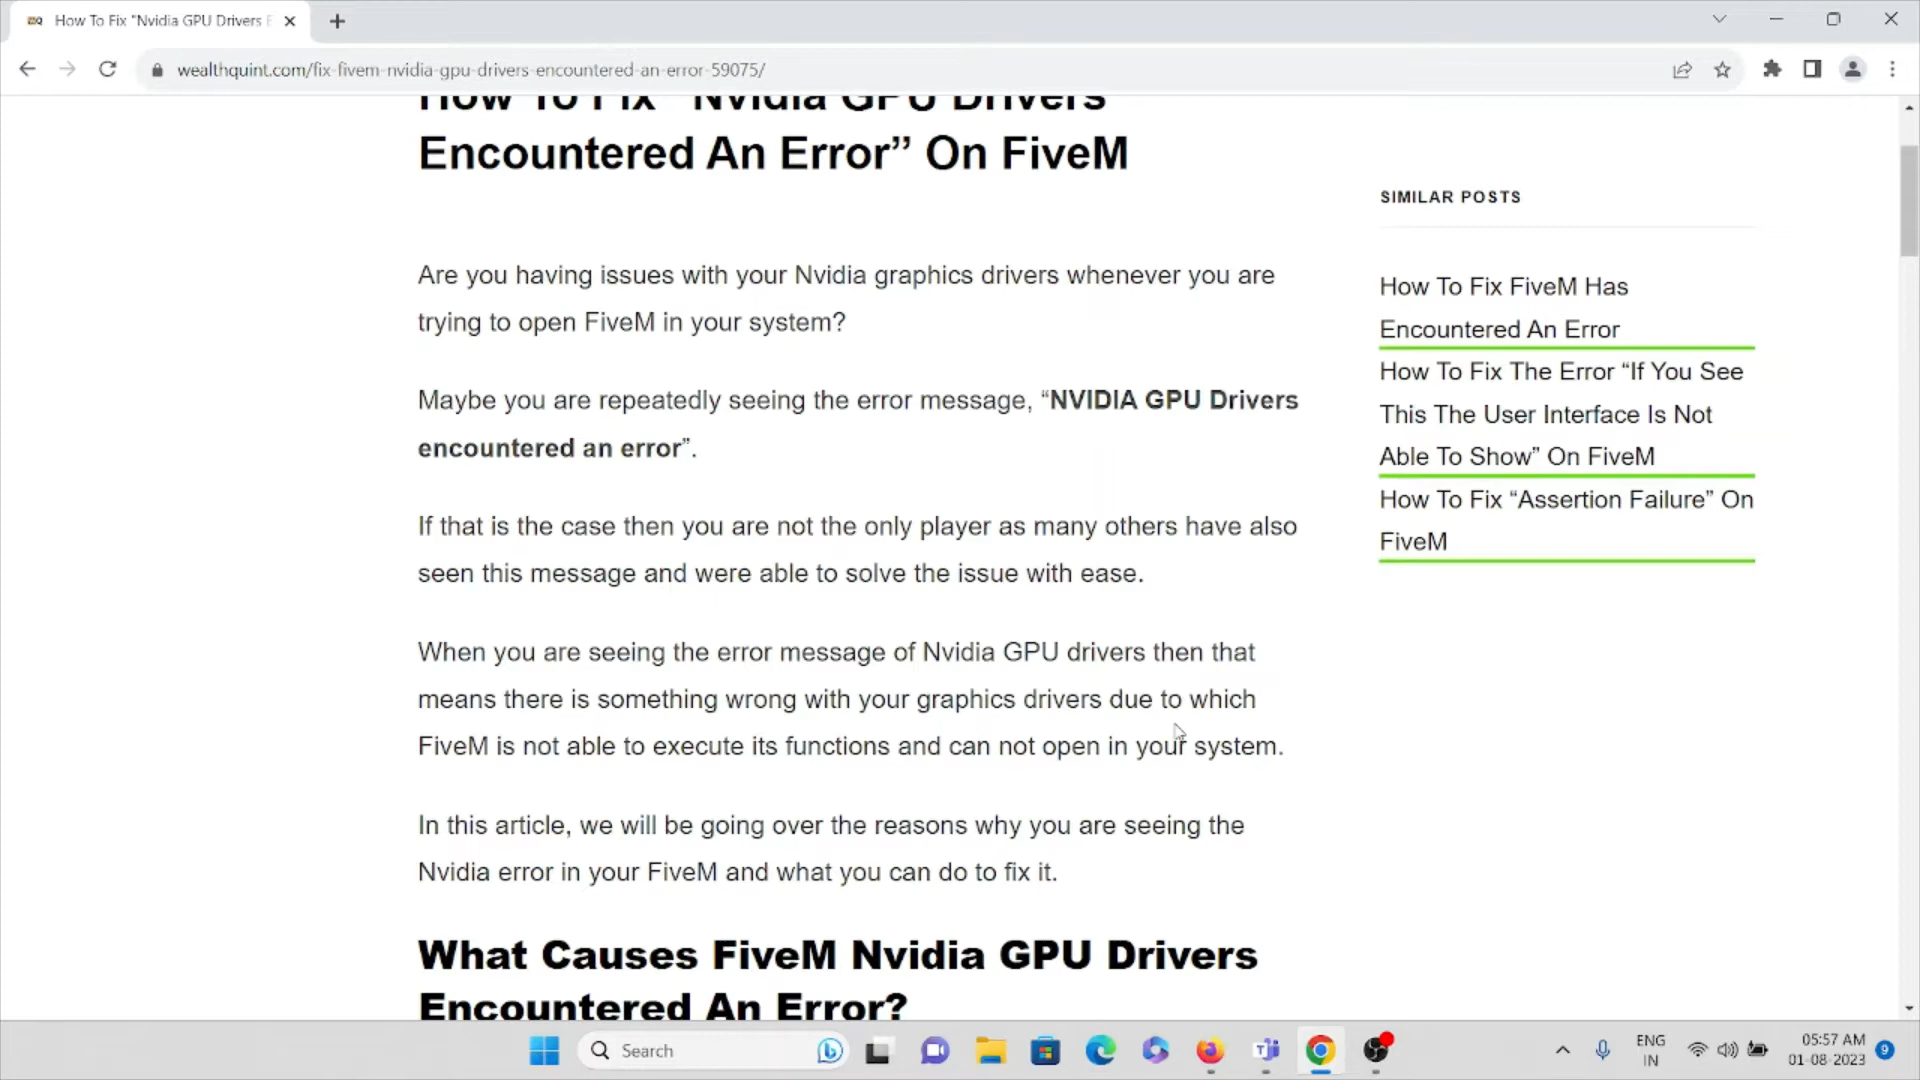 How To Fix "Nvidia GPU Drivers E
wealthquint.com/fix-fivem-nvidia-gpu-drivers-encountered-an-error-59075/
How To Fix “Nvidia GPU Drivers
Encountered An Error” On FiveM
Are you having issues with your Nvidia graphics drivers whenever you are
trying to open FiveM in your system?
Maybe you are repeatedly seeing the error message, “NVIDIA GPU Drivers
encountered an error”.
If that is the case then you are not the only player as many others have also
seen this message and were able to solve the issue with ease.
When you are seeing the error message of Nvidia GPU drivers then that
means there is something wrong with your graphics drivers due to which
FiveM is not able to execute its functions and can not open in your system.
In this article, we will be going over the reasons why you are seeing the
Nvidia error in your FiveM and what you can do to fix it.
What Causes FiveM Nvidia GPU Drivers
Encountered An Error?
SIMILAR POSTS
How To Fix FiveM Has
Encountered An Error
How To Fix The Error “If You See
This The User Interface Is Not
Able To Show” On FiveM
How To Fix “Assertion Failure” On
FiveM
Search
ENG
IN
05:57 AM
01-08-2023
9